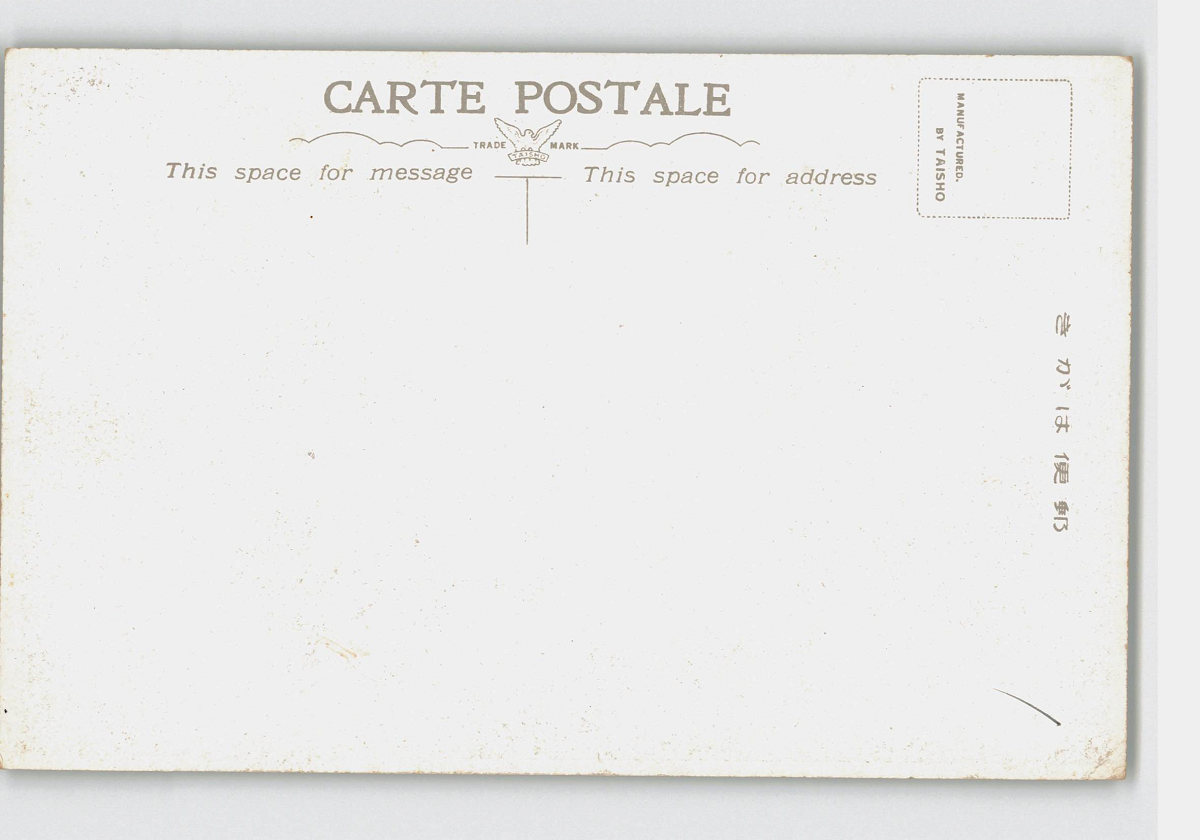 CARTE POSTALE
TRADE MARK
TAISHO
This space for message
This space for address
MANUFACTURED.
BY TAISHO
きがは便郵